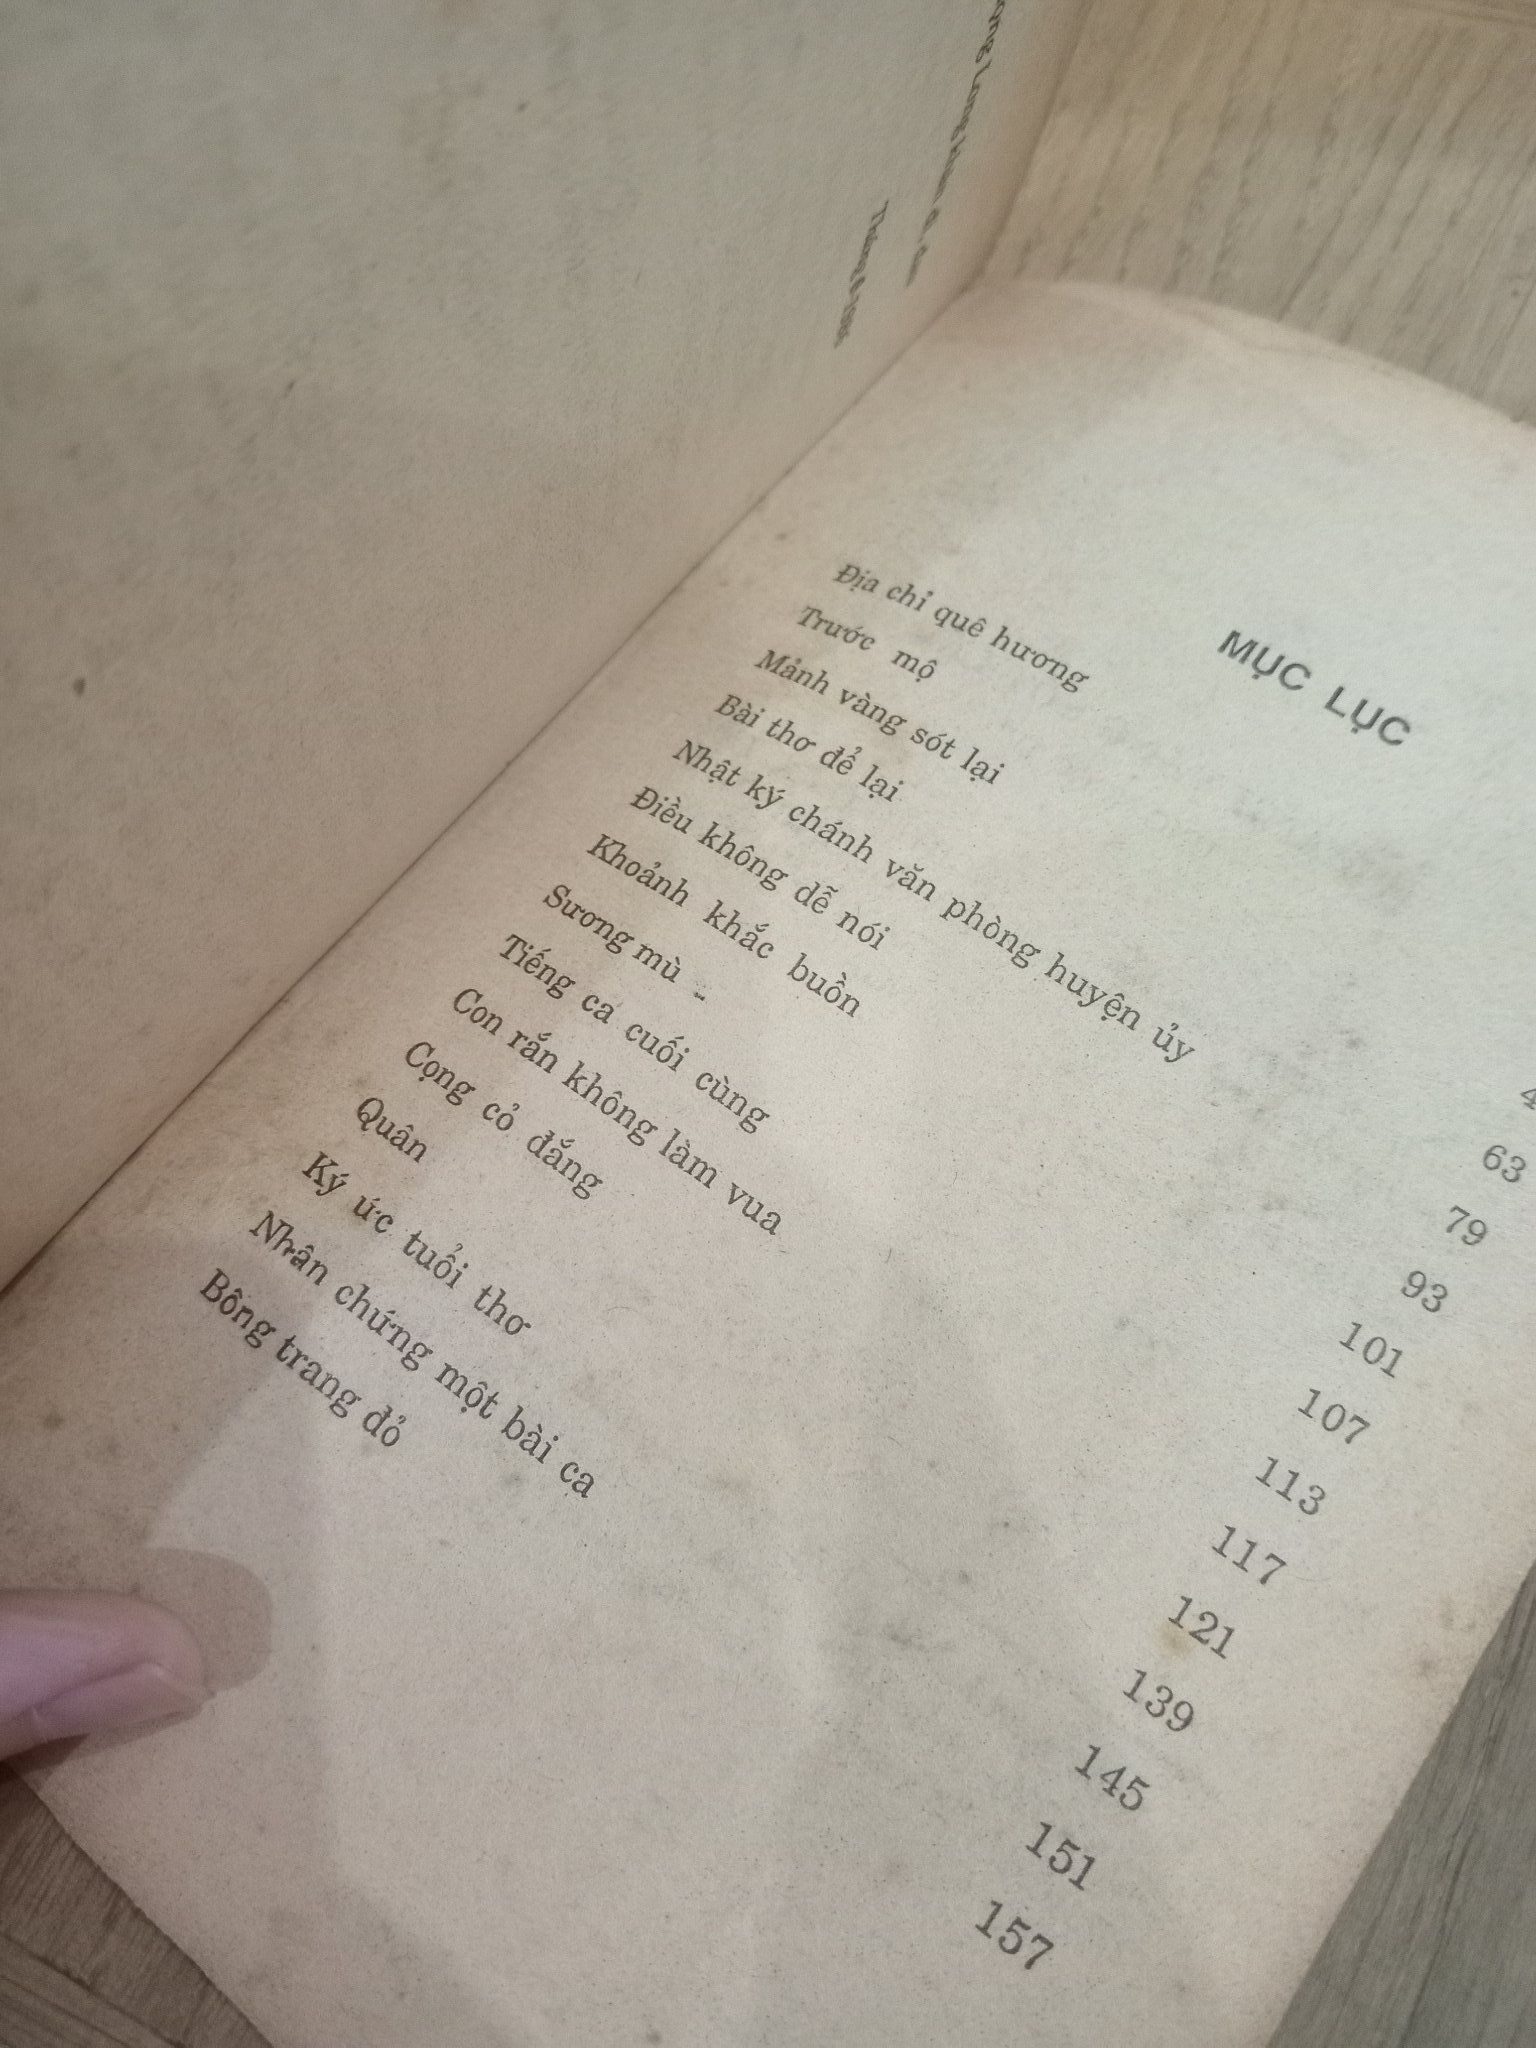 MỤC LỤC
Địa chỉ quê hương
Trước mộ
Mảnh vàng sót lại
Bài thơ để lại
Nhật ký chánh văn phòng huyện ủy
Điều không dễ nói
Khoảnh khắc buồn
Sương mù
Tiếng ca cuối cùng
Con rắn không làm vua
Cọng cỏ đắng
Quân
Ký ức tuổi thơ
Nhân chứng một bài ca
Bông trang đỏ
63
79
93
101
107
113
117
121
139
145
151
157